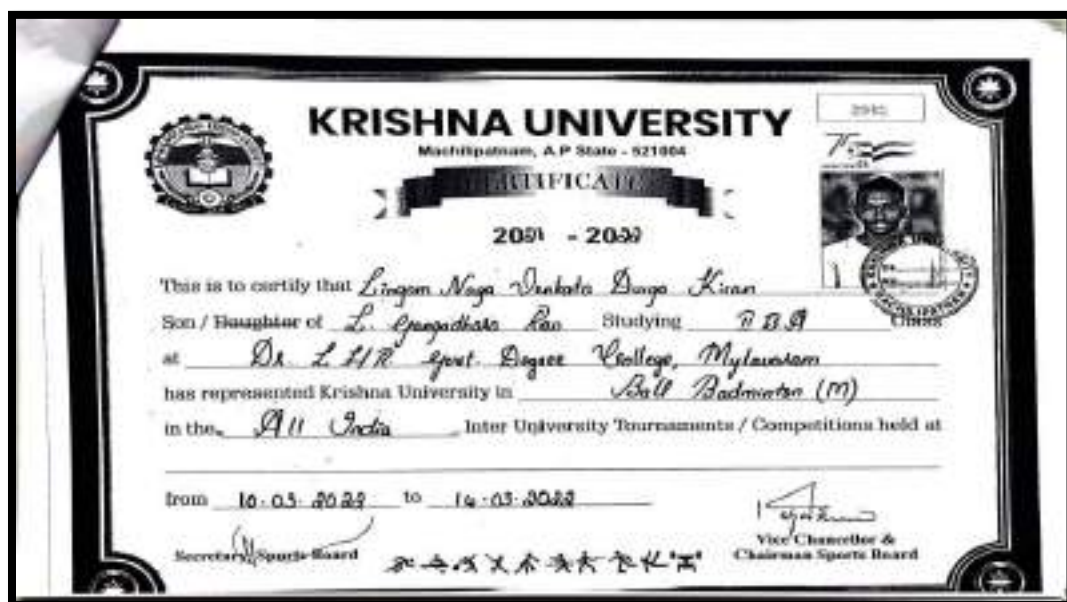 KRISHNA UNIVERSITY
Machilipatnam, A.P State - 521004
CERTIFICATE
2021 - 2022
This is to certify that Lingam Naga Venkata Durga Kiran
Son / Daughter of L. Gangadhara Rao Studying BBA Class
at Dr. L H R Govt. Degree College, Mylavaram
has represented Krishna University in Ball Badminton (M)
in the All India Inter University Tournaments / Competitions held at
from 10.03.2022 to 14.03.2022
Secretary Sports Board
Vice Chancellor &
Chairman Sports Board